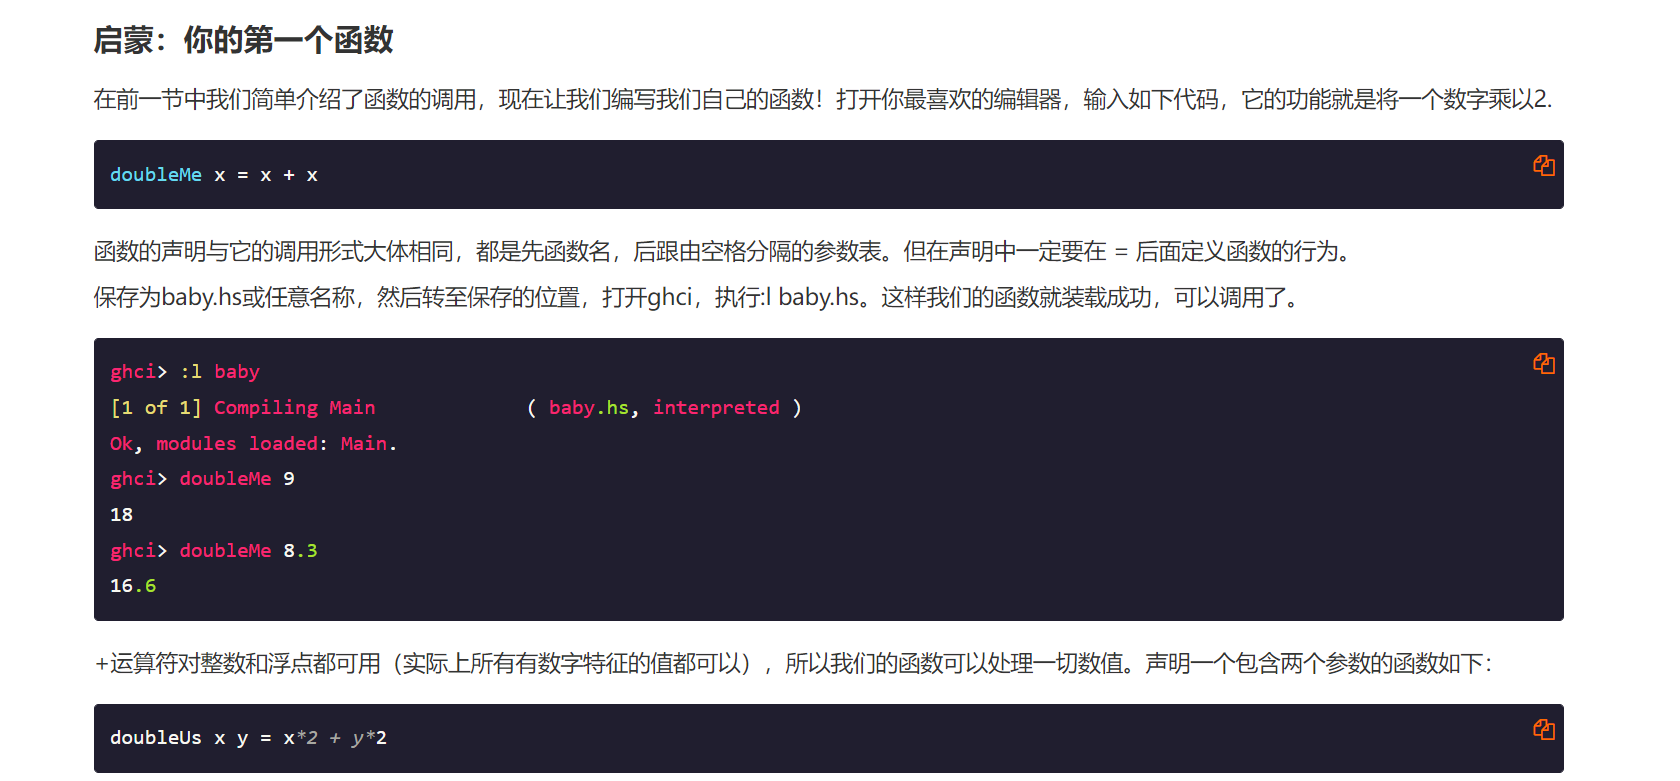 启蒙：你的第一个函数
在前一节中我们简单介绍了函数的调用，现在让我们编写我们自己的函数！打开你最喜欢的编辑器，输入如下代码，它的功能就是将一个数字乘以2.
doubleMe x = x + x
函数的声明与它的调用形式大体相同，都是先函数名，后跟由空格分隔的参数表。但在声明中一定要在 = 后面定义函数的行为。
保存为baby.hs或任意名称，然后转至保存的位置，打开ghci，执行:l baby.hs。这样我们的函数就装载成功，可以调用了。
ghci> :l baby
[1 of 1] Compiling Main             ( baby.hs, interpreted )
Ok, modules loaded: Main.
ghci> doubleMe 9
18
ghci> doubleMe 8.3
16.6
+运算符对整数和浮点都可用（实际上所有有数字特征的值都可以），所以我们的函数可以处理一切数值。声明一个包含两个参数的函数如下：
doubleUs x y = x*2 + y*2